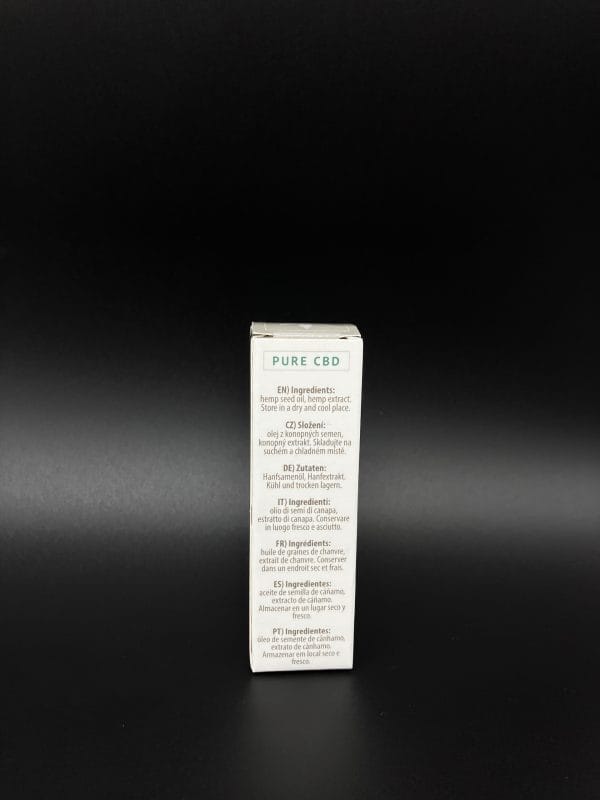 PURE CBD
EN) Ingredients:
hemp seed oil, hemp extract.
Store in a dry and cool place.
CZ) Složení:
olej z konopných semen,
konopný extrakt. Skladujte na
suchém a chladném místě.
DE) Zutaten:
Hanfsamenöl, Hanfextrakt.
Kühl und trocken lagern.
IT) Ingredienti:
olio di semi di canapa,
estratto di canapa. Conservare
in luogo fresco e asciutto.
FR) Ingrédients:
huile de graines de chanvre,
extrait de chanvre. Conserver
dans un endroit sec et frais.
ES) Ingredientes:
aceite de semilla de cáñamo,
extracto de cáñamo.
Almacenar en un lugar seco y
fresco.
PT) Ingredientes:
óleo de semente de cânhamo,
extrato de cânhamo.
Armazenar em local seco e
fresco.